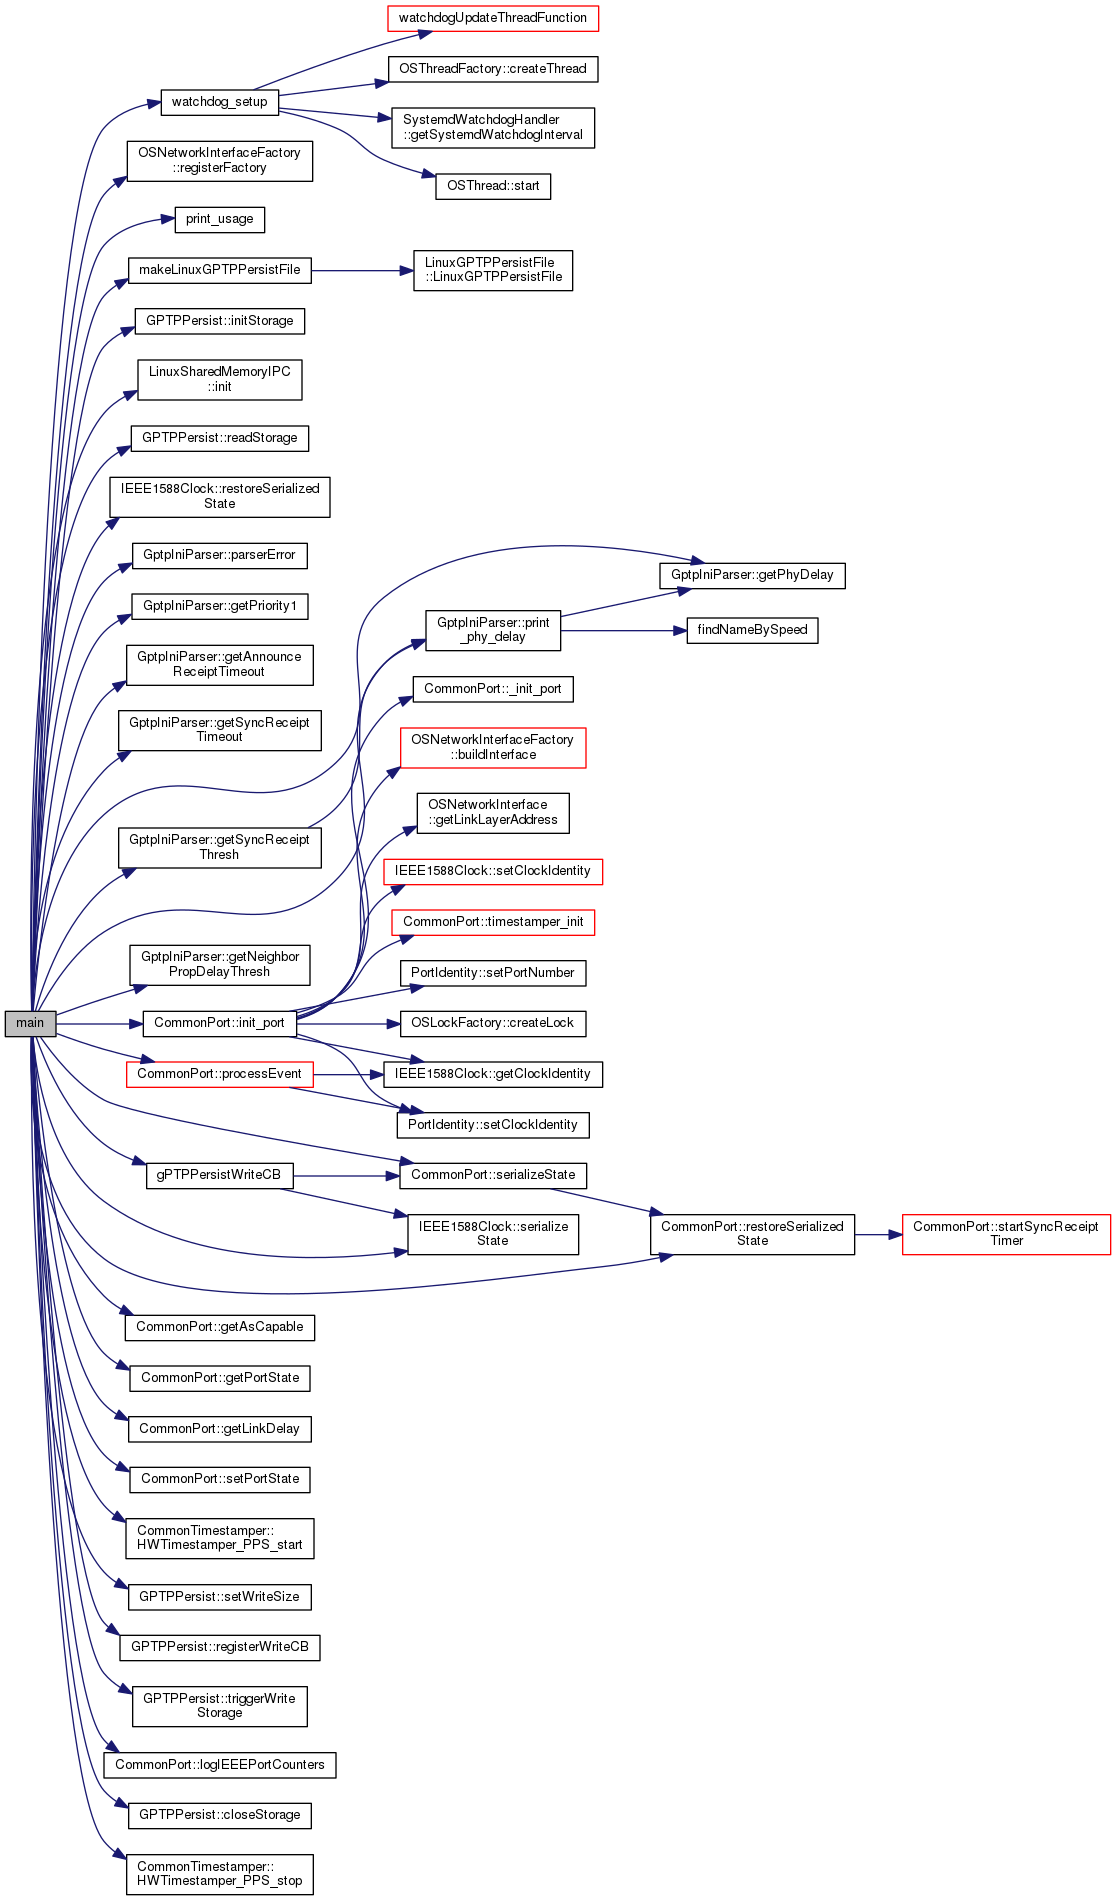 watchdogUpdateThreadFunction
OSThreadFactory::createThread
watchdog_setup
SystemdWatchdogHandler
::getSystemdWatchdogInterval
OSNetworkInterfaceFactory
::registerFactory
OSThread::start
print_usage
makeLinuxGPTPPersistFile
LinuxGPTPPersistFile
::LinuxGPTPPersistFile
GPTPPersist::initStorage
LinuxSharedMemoryIPC
::init
GPTPPersist::readStorage
IEEE1588Clock::restoreSerialized
State
GptpIniParser::parserError
GptpIniParser::getPhyDelay
GptpIniParser::getPriority1
GptpIniParser::print
_phy_delay
findNameBySpeed
GptpIniParser::getAnnounce
ReceiptTimeout
CommonPort::_init_port
GptpIniParser::getSyncReceipt
Timeout
OSNetworkInterfaceFactory
::buildInterface
OSNetworkInterface
::getLinkLayerAddress
GptpIniParser::getSyncReceipt
Thresh
IEEE1588Clock::setClockIdentity
CommonPort::timestamper_init
GptpIniParser::getNeighbor
PropDelayThresh
PortIdentity::setPortNumber
main
CommonPort::init_port
OSLockFactory::createLock
CommonPort::processEvent
IEEE1588Clock::getClockIdentity
PortIdentity::setClockIdentity
gPTPPersistWriteCB
CommonPort::serializeState
IEEE1588Clock::serialize
State
CommonPort::restoreSerialized
State
CommonPort::startSyncReceipt
Timer
CommonPort::getAsCapable
CommonPort::getPortState
CommonPort::getLinkDelay
CommonPort::setPortState
CommonTimestamper::
HWTimestamper_PPS_start
GPTPPersist::setWriteSize
GPTPPersist::registerWriteCB
GPTPPersist::triggerWrite
Storage
CommonPort::logIEEEPortCounters
GPTPPersist::closeStorage
CommonTimestamper::
HWTimestamper_PPS_stop